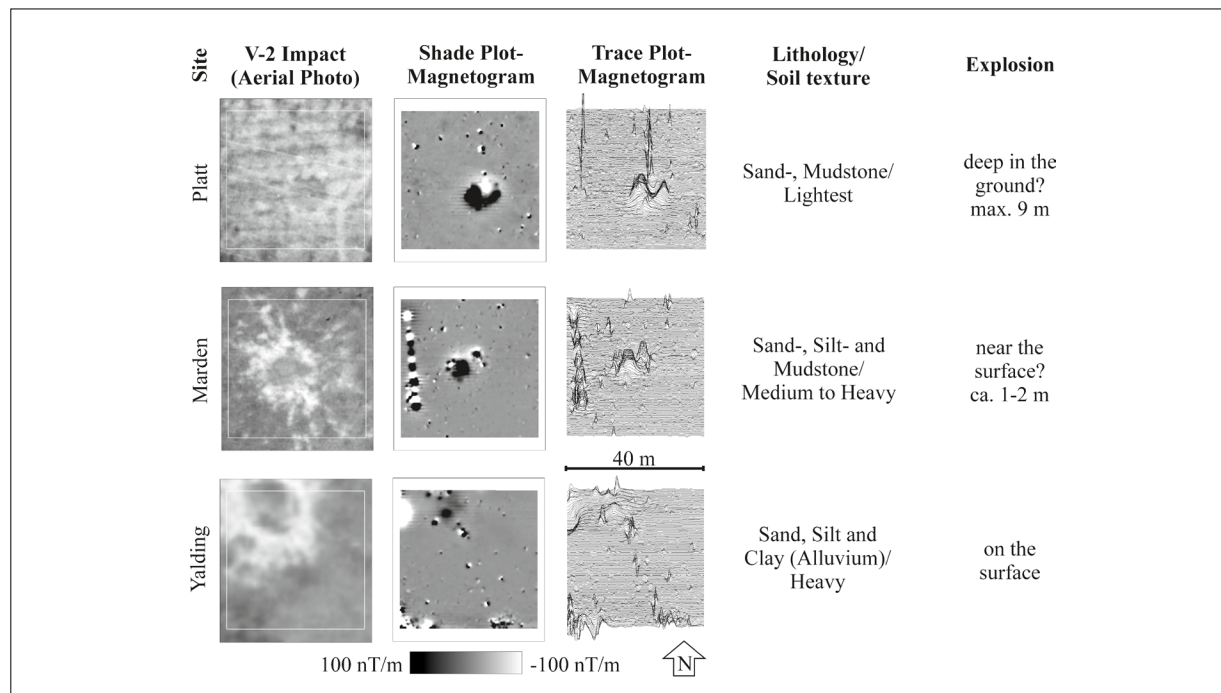 Site
V-2 Impact
(Aerial Photo)
Shade Plot-
Magnetogram
Trace Plot-
Magnetogram
Lithology/
Soil texture
Explosion
Platt
Sand-, Mudstone/
Lightest
deep in the
ground?
max. 9 m
Marden
Sand-, Silt- and
Mudstone/
Medium to Heavy
near the
surface?
ca. 1-2 m
40 m
Yalding
Sand, Silt and
Clay (Alluvium)/
Heavy
on the
surface
100 nT/m
-100 nT/m
N